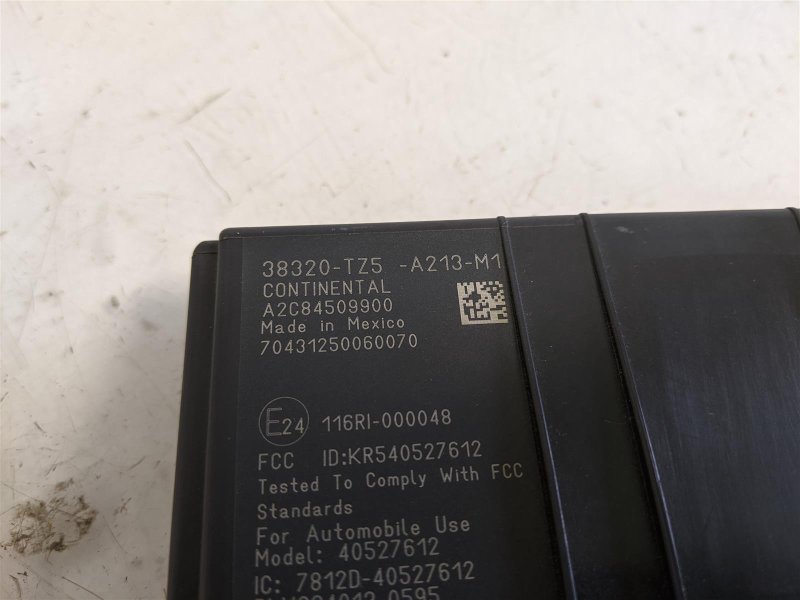 38320-TZ5 -A213-M1
CONTINENTAL
A2C84509900
Made in Mexico
70431250060070
E24 116RI-000048
FCC ID:KR540527612
Tested To Comply With FCC
Standards
For Automobile Use
Model: 40527612
IC: 7812D-40527612